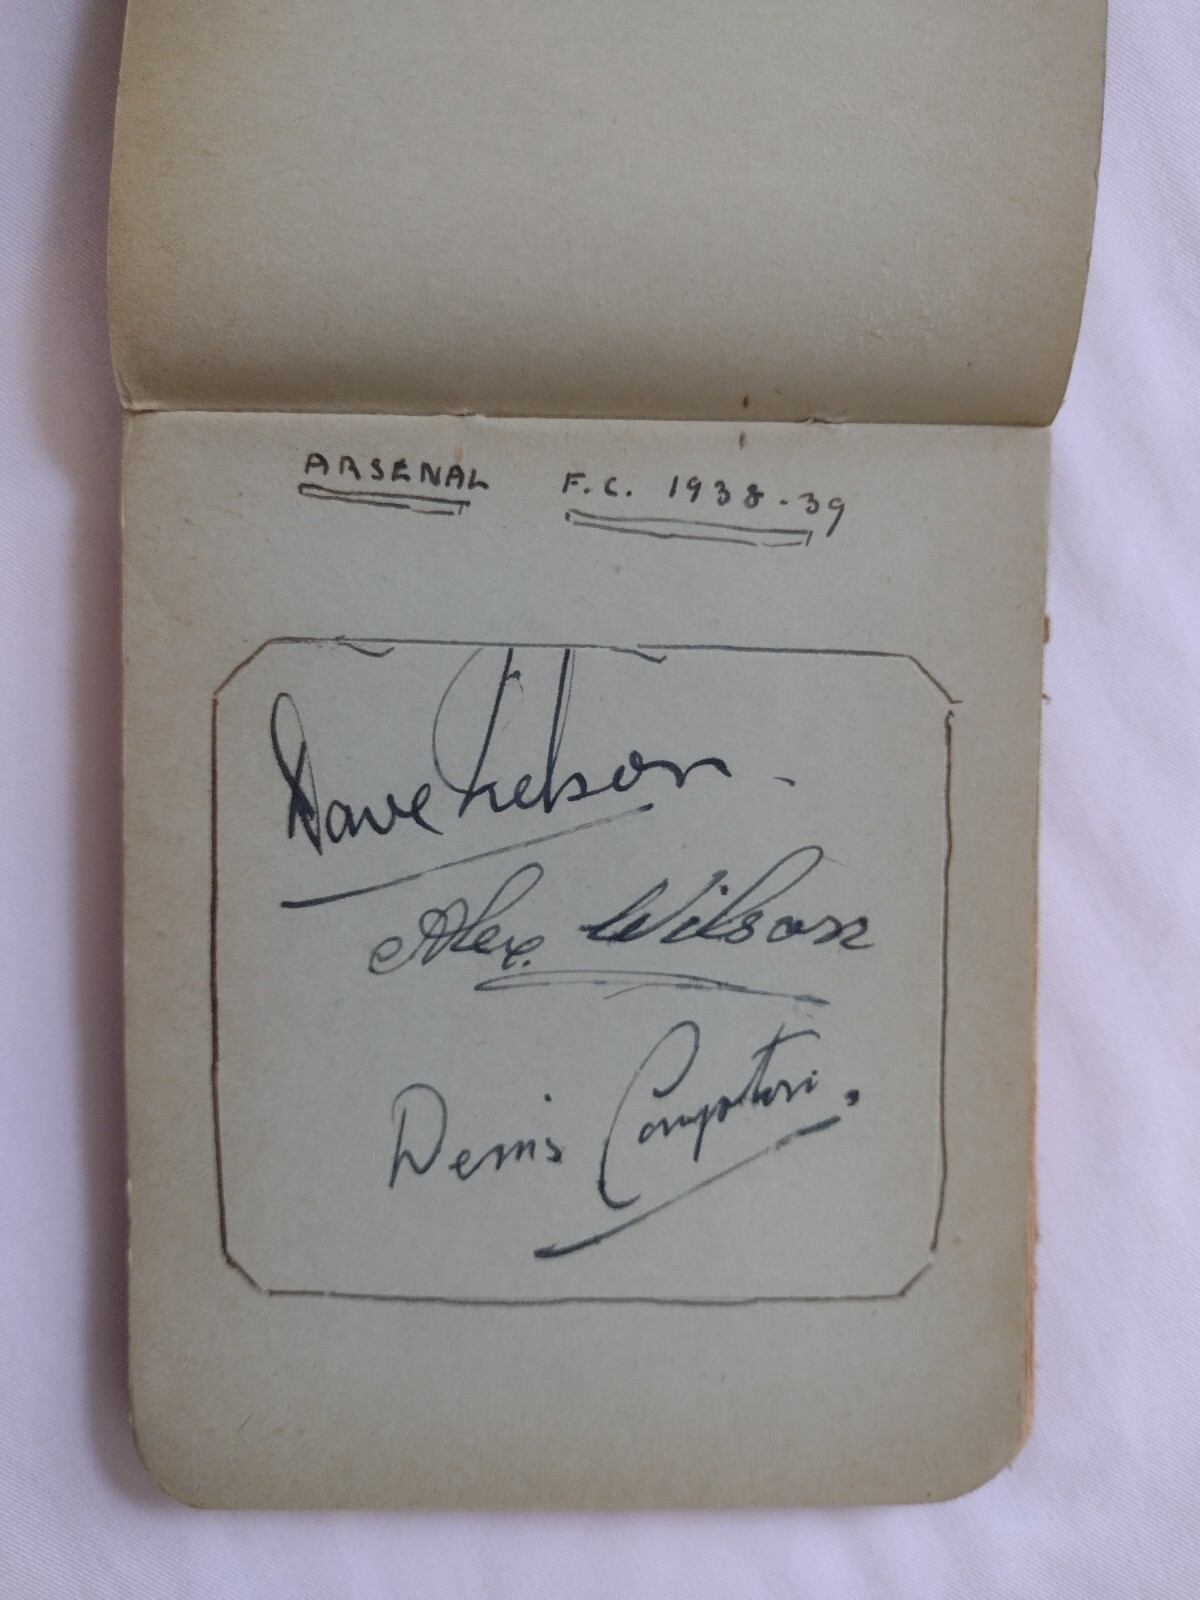 ARSENAL F.C. 1938-39
Dave Nelson.
Alex. Wilson
Denis Compton.